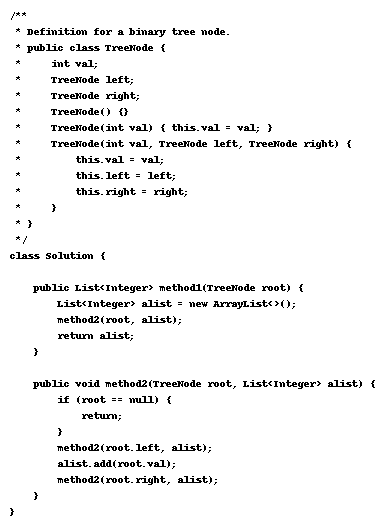 /**
 * Definition for a binary tree node.
 * public class TreeNode {
 *     int val;
 *     TreeNode left;
 *     TreeNode right;
 *     TreeNode() {}
 *     TreeNode(int val) { this.val = val; }
 *     TreeNode(int val, TreeNode left, TreeNode right) {
 *         this.val = val;
 *         this.left = left;
 *         this.right = right;
 *     }
 * }
 */
class Solution {

    public List<Integer> method1(TreeNode root) {
        List<Integer> alist = new ArrayList<>();
        method2(root, alist);
        return alist;
    }

    public void method2(TreeNode root, List<Integer> alist) {
        if (root == null) {
            return;
        }
        method2(root.left, alist);
        alist.add(root.val);
        method2(root.right, alist);
    }
}